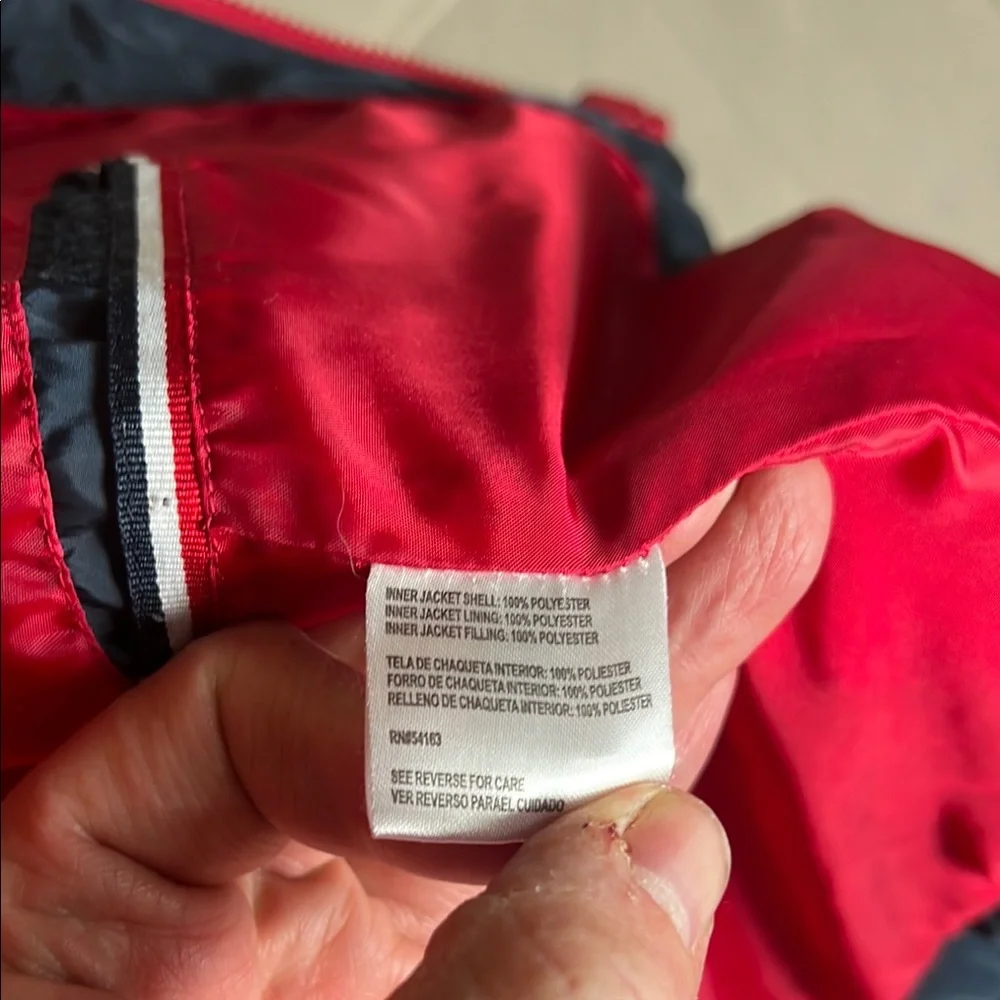 INNER JACKET SHELL: 100% POLYESTER
INNER JACKET LINING: 100% POLYESTER
INNER JACKET FILLING: 100% POLYESTER
TELA DE CHAQUETA INTERIOR: 100% POLIESTER
FORRO DE CHAQUETA INTERIOR: 100% POLIESTER
RELLENO DE CHAQUETA INTERIOR: 100% POLIESTER
RN#54163
SEE REVERSE FOR CARE
VER REVERSO PARA EL CUIDADO